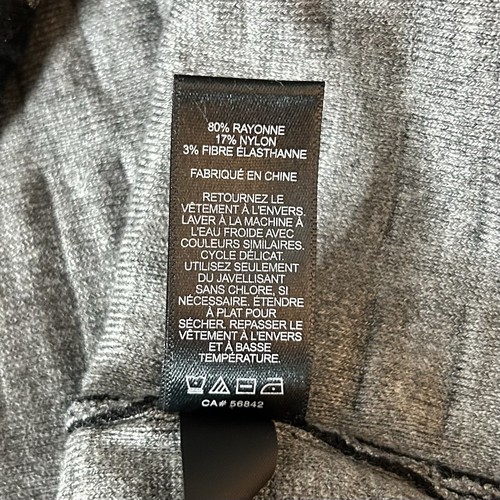 80% RAYONNE
17% NYLON
3% FIBRE ÉLASTHANNE
FABRIQUÉ EN CHINE
RETOURNEZ LE
VÊTEMENT À L'ENVERS.
LAVER À LA MACHINE À
L'EAU FROIDE AVEC
COULEURS SIMILAIRES.
CYCLE DÉLICAT.
UTILISEZ SEULEMENT
DU JAVELLISANT
SANS CHLORE, SI
NÉCESSAIRE. ÉTENDRE
À PLAT POUR
SÉCHER. REPASSER LE
VÊTEMENT À L'ENVERS
ET À BASSE
TEMPÉRATURE.
CA# 56842